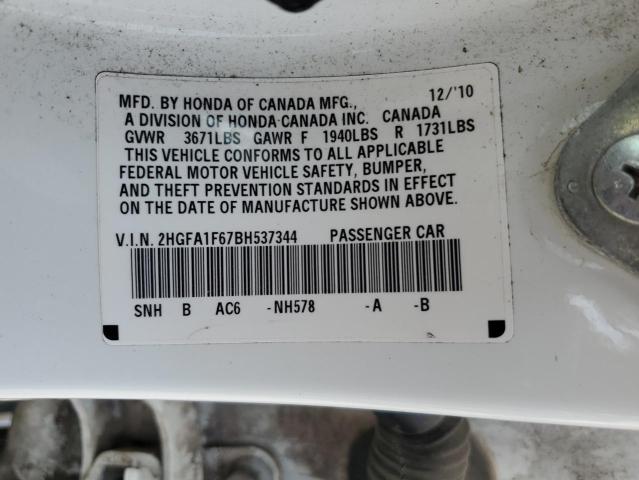 MFD. BY HONDA OF CANADA MFG., 12/'10
A DIVISION OF HONDA CANADA INC. CANADA
GVWR 3671LBS GAWR F 1940LBS R 1731LBS
THIS VEHICLE CONFORMS TO ALL APPLICABLE
FEDERAL MOTOR VEHICLE SAFETY, BUMPER,
AND THEFT PREVENTION STANDARDS IN EFFECT
ON THE DATE OF MANUFACTURE SHOWN ABOVE.
V.I.N. 2HGFA1F67BH537344 PASSENGER CAR
SNH B AC6 -NH578 -A -B